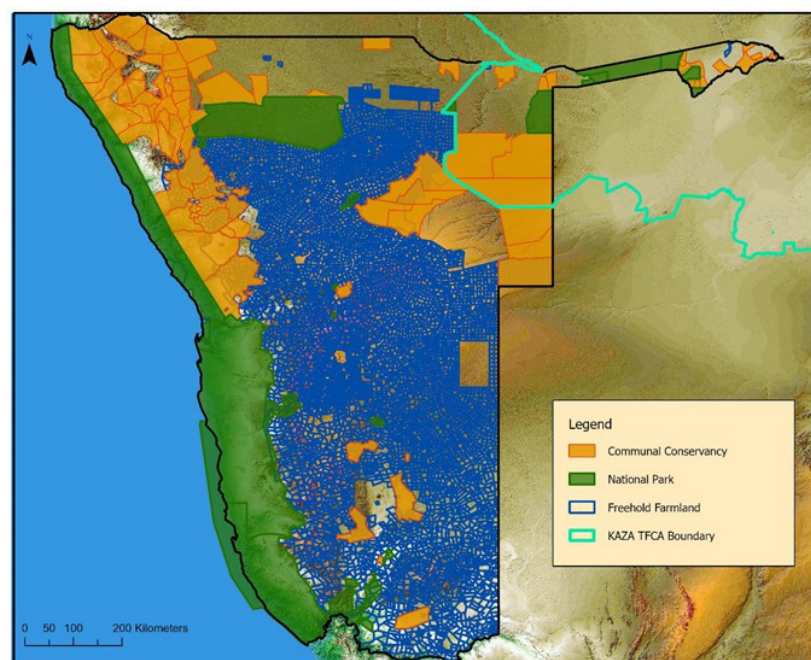 N
Legend
Communal Conservancy
National Park
Freehold Farmland
KAZA TFCA Boundary
0 50 100 200 Kilometers